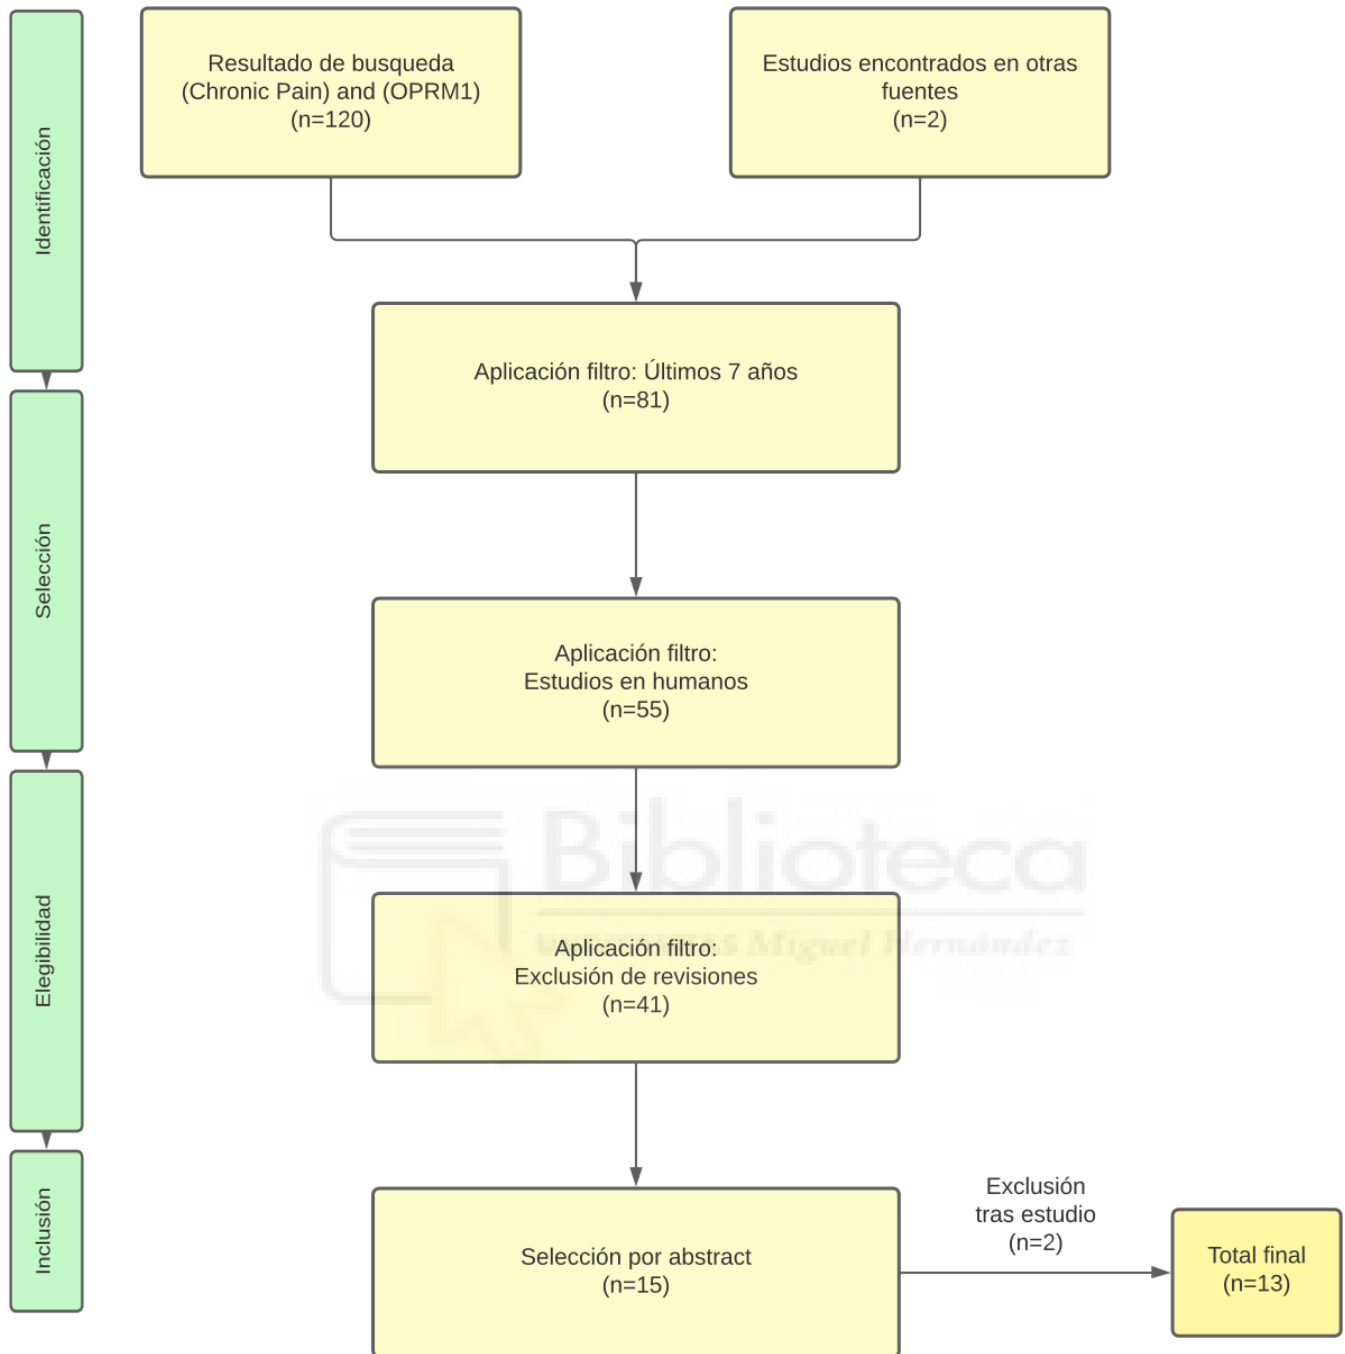 Identificación
Selección
Elegibilidad
Inclusión
Resultado de busqueda
(Chronic Pain) and (OPRM1)
(n=120)
Estudios encontrados en otras
fuentes
(n=2)
Aplicación filtro: Últimos 7 años
(n=81)
Aplicación filtro:
Estudios en humanos
(n=55)
Biblioteca
Miguel Hernández
Aplicación filtro:
Exclusión de revisiones
(n=41)
Selección por abstract
(n=15)
Exclusión
tras estudio
(n=2)
Total final
(n=13)